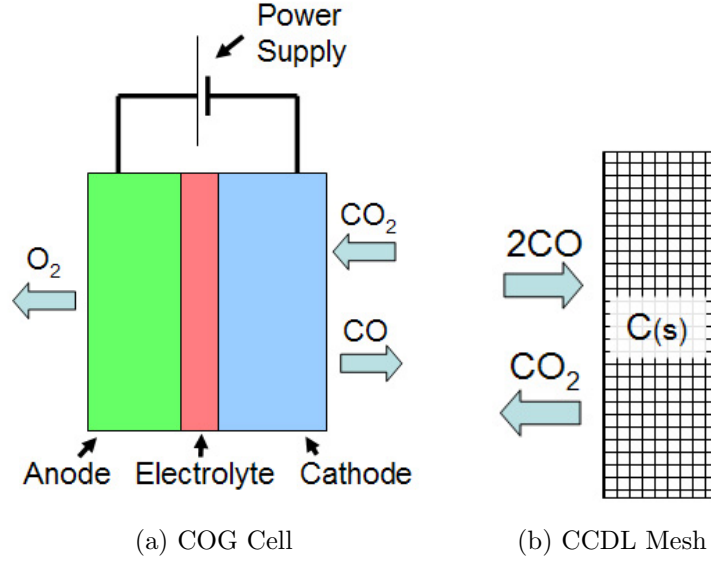 Power
Supply
CO₂
O₂
CO
Anode Electrolyte Cathode
(a) COG Cell
2CO
C(s)
CO₂
(b) CCDL Mesh